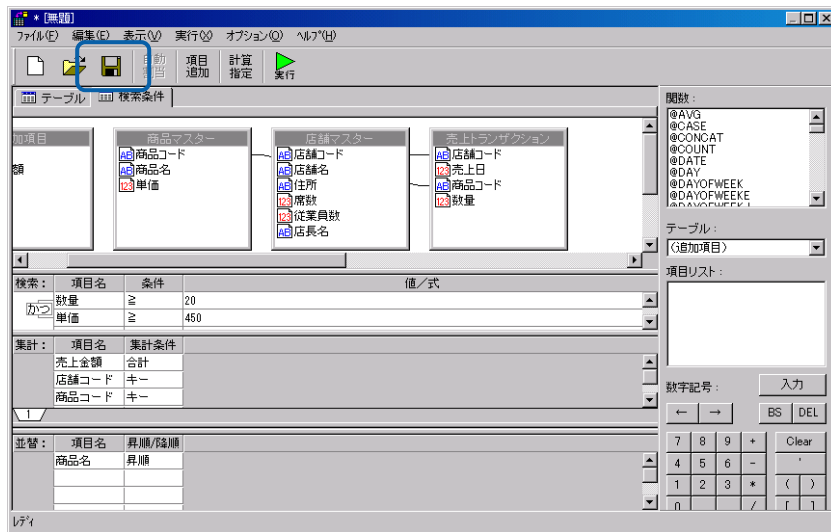 * [無題]
ファイル(F) 編集(E) 表示(V) 実行(X) オプション(O) ヘルプ(H)
自動割当 項目追加 計算指定 実行
テーブル 検索条件
加項目
額
商品マスター
商品コード
商品名
単価
店舗マスター
店舗コード
店舗名
住所
席数
従業員数
店長名
売上トランザクション
店舗コード
売上日
商品コード
数量
検索: 項目名 条件 値/式
かつ
数量 ≧ 20
単価 ≧ 450
集計: 項目名 集計条件
売上金額 合計
店舗コード キー
商品コード キー
1
並替: 項目名 昇順/降順
商品名 昇順
レディ
関数:
@AVG
@CASE
@CONCAT
@COUNT
@DATE
@DAY
@DAYOFWEEK
@DAYOFWEEKE
テーブル:
(追加項目)
項目リスト:
数字記号: 入力
← → BS DEL
7 8 9 + Clear
4 5 6 - '
1 2 3 * ( )
0 / [ ]